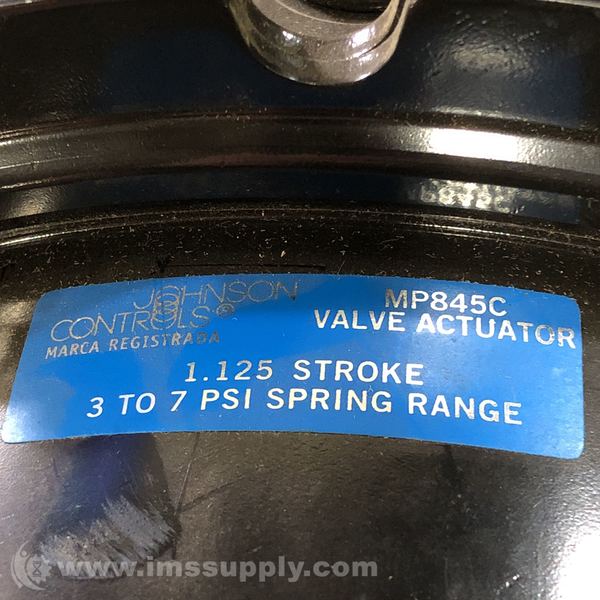 JOHNSON
CONTROLS®
MARCA REGISTRADA
MP845C
VALVE ACTUATOR
1.125 STROKE
3 TO 7 PSI SPRING RANGE
www.imssupply.com